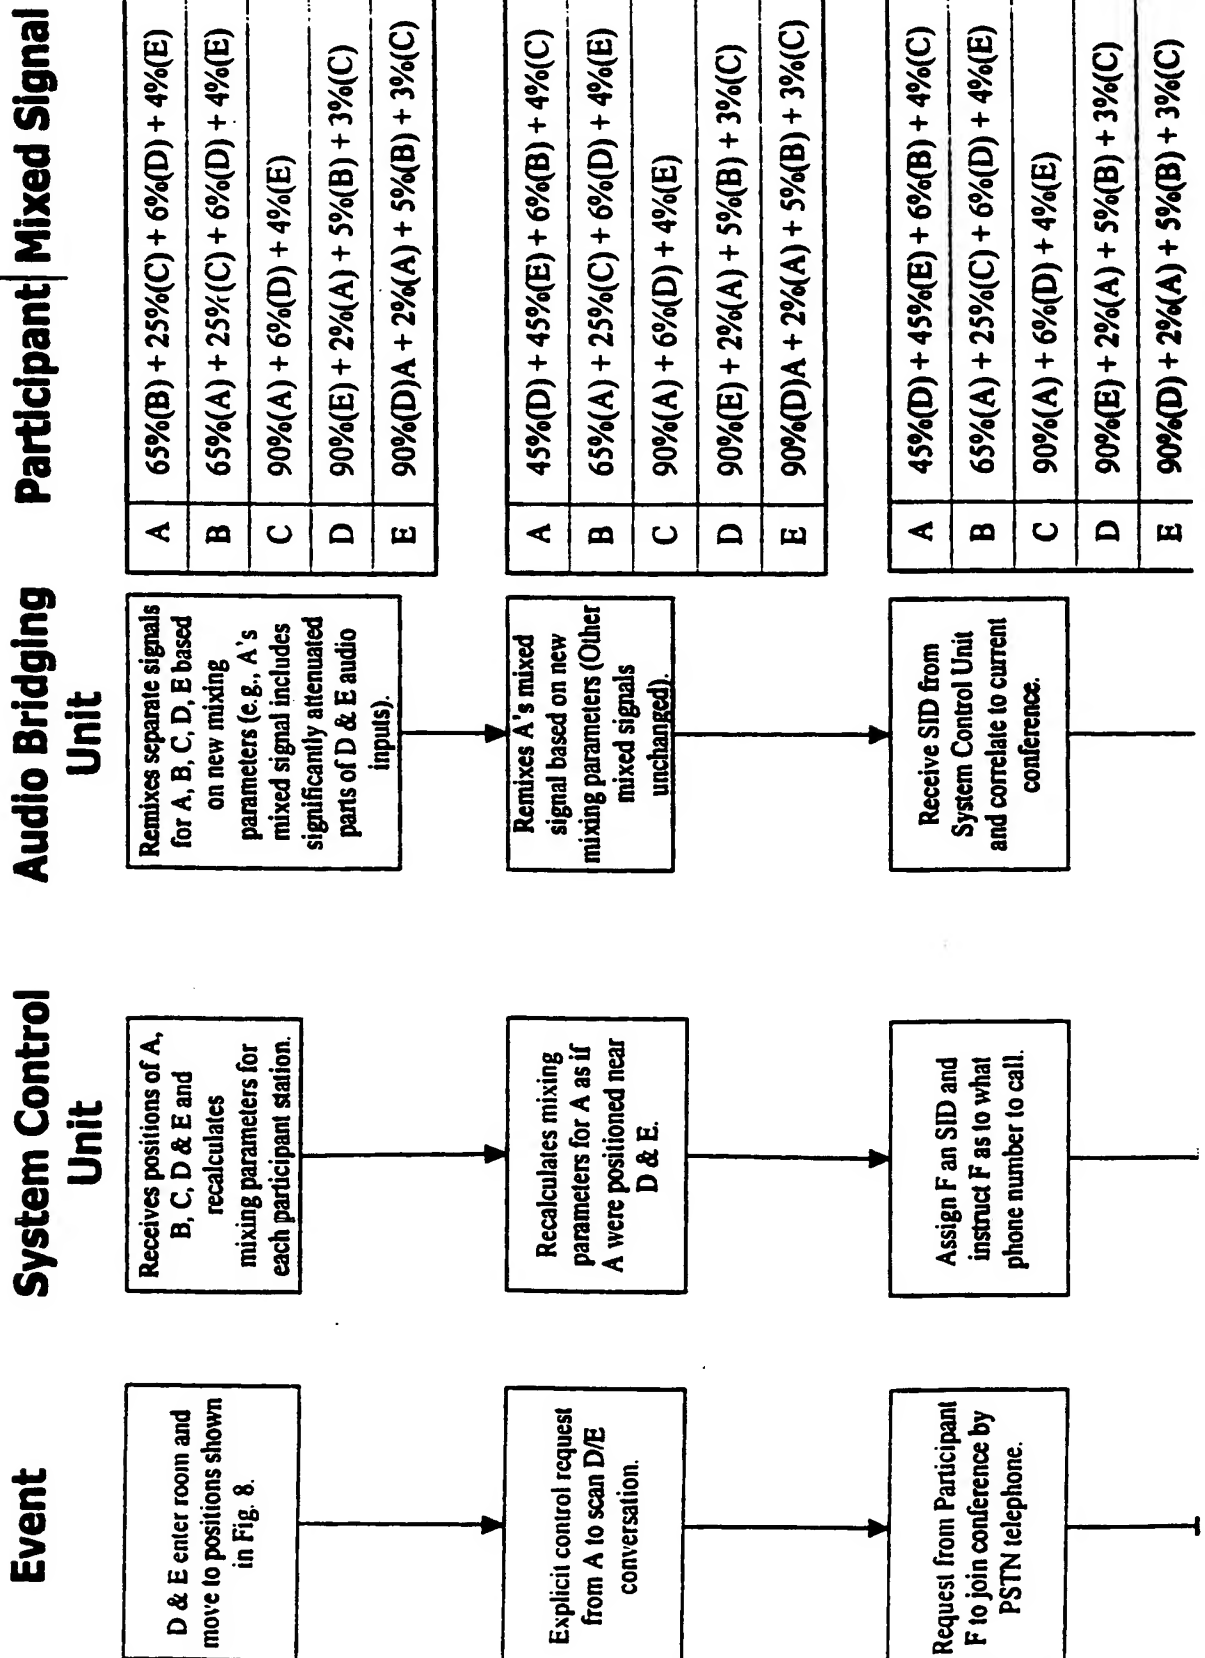 Event
System Control
Unit
Audio Bridging
Unit
Participant
Mixed Signal
D & E enter room and
move to positions shown
in Fig. 8.
Receives positions of A,
B, C, D & E and
recalculates
mixing parameters for
each participant station.
Remixes separate signals
for A, B, C, D, E based
on new mixing
parameters (e.g., A's
mixed signal includes
significantly attenuated
parts of D & E audio
inputs).
A 65%(B) + 25%(C) + 6%(D) + 4%(E)
B 65%(A) + 25%(C) + 6%(D) + 4%(E)
C 90%(A) + 6%(D) + 4%(E)
D 90%(E) + 2%(A) + 5%(B) + 3%(C)
E 90%(D)A + 2%(A) + 5%(B) + 3%(C)
Explicit control request
from A to scan D/E
conversation.
Recalculates mixing
parameters for A as if
A were positioned near
D & E.
Remixes A's mixed
signal based on new
mixing parameters (Other
mixed signals
unchanged).
A 45%(D) + 45%(E) + 6%(B) + 4%(C)
B 65%(A) + 25%(C) + 6%(D) + 4%(E)
C 90%(A) + 6%(D) + 4%(E)
D 90%(E) + 2%(A) + 5%(B) + 3%(C)
E 90%(D)A + 2%(A) + 5%(B) + 3%(C)
Request from Participant
F to join conference by
PSTN telephone.
Assign F an SID and
instruct F as to what
phone number to call.
Receive SID from
System Control Unit
and correlate to current
conference.
A 45%(D) + 45%(E) + 6%(B) + 4%(C)
B 65%(A) + 25%(C) + 6%(D) + 4%(E)
C 90%(A) + 6%(D) + 4%(E)
D 90%(E) + 2%(A) + 5%(B) + 3%(C)
E 90%(D) + 2%(A) + 5%(B) + 3%(C)